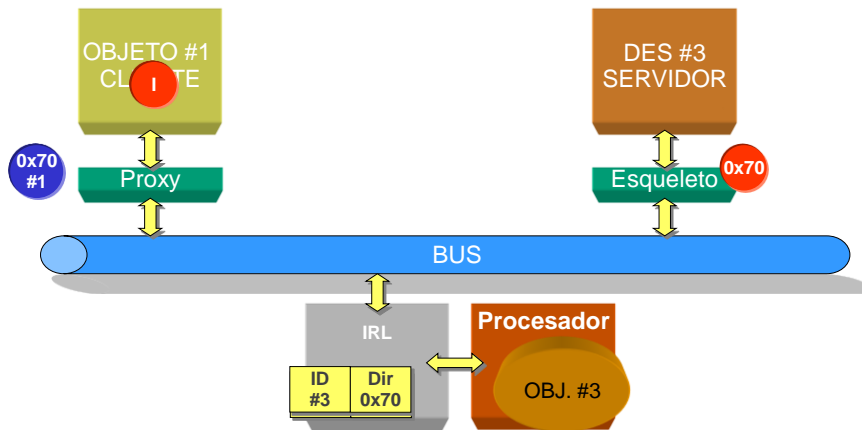 OBJETO #1
CLIENTE
I
DES #3
SERVIDOR
0x70
#1
Proxy
Esqueleto
0x70
BUS
IRL
Procesador
ID
#3
Dir
0x70
OBJ. #3